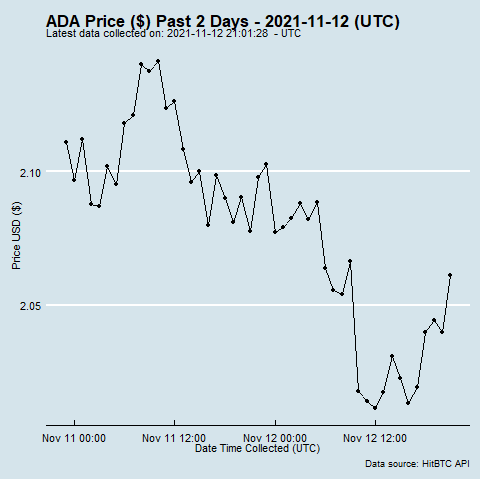 ADA Price ($) Past 2 Days - 2021-11-12 (UTC)
Latest data collected on: 2021-11-12 21:01:28 - UTC
2.10
2.05
Price USD ($)
Nov 11 00:00 Nov 11 12:00 Nov 12 00:00 Nov 12 12:00
Date Time Collected (UTC)
Data source: HitBTC API